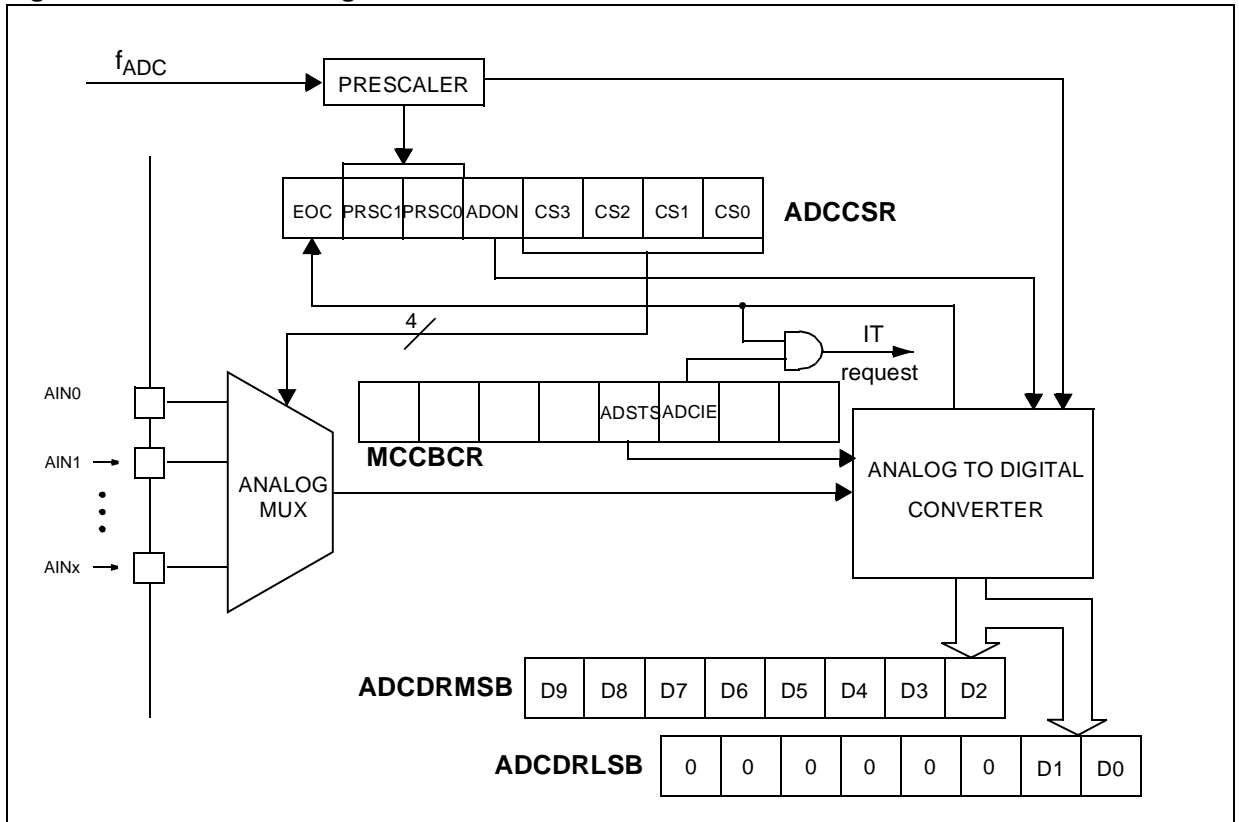 fADC
PRESCALER
EOC PRSC1 PRSC0 ADON CS3 CS2 CS1 CS0 ADCCSR
4
IT
request
AIN0
ADSTS ADCIE
MCCBCR
AIN1
ANALOG
MUX
ANALOG TO DIGITAL
CONVERTER
AINx
ADCDRMSB D9 D8 D7 D6 D5 D4 D3 D2
ADCDRLSB 0 0 0 0 0 0 D1 D0